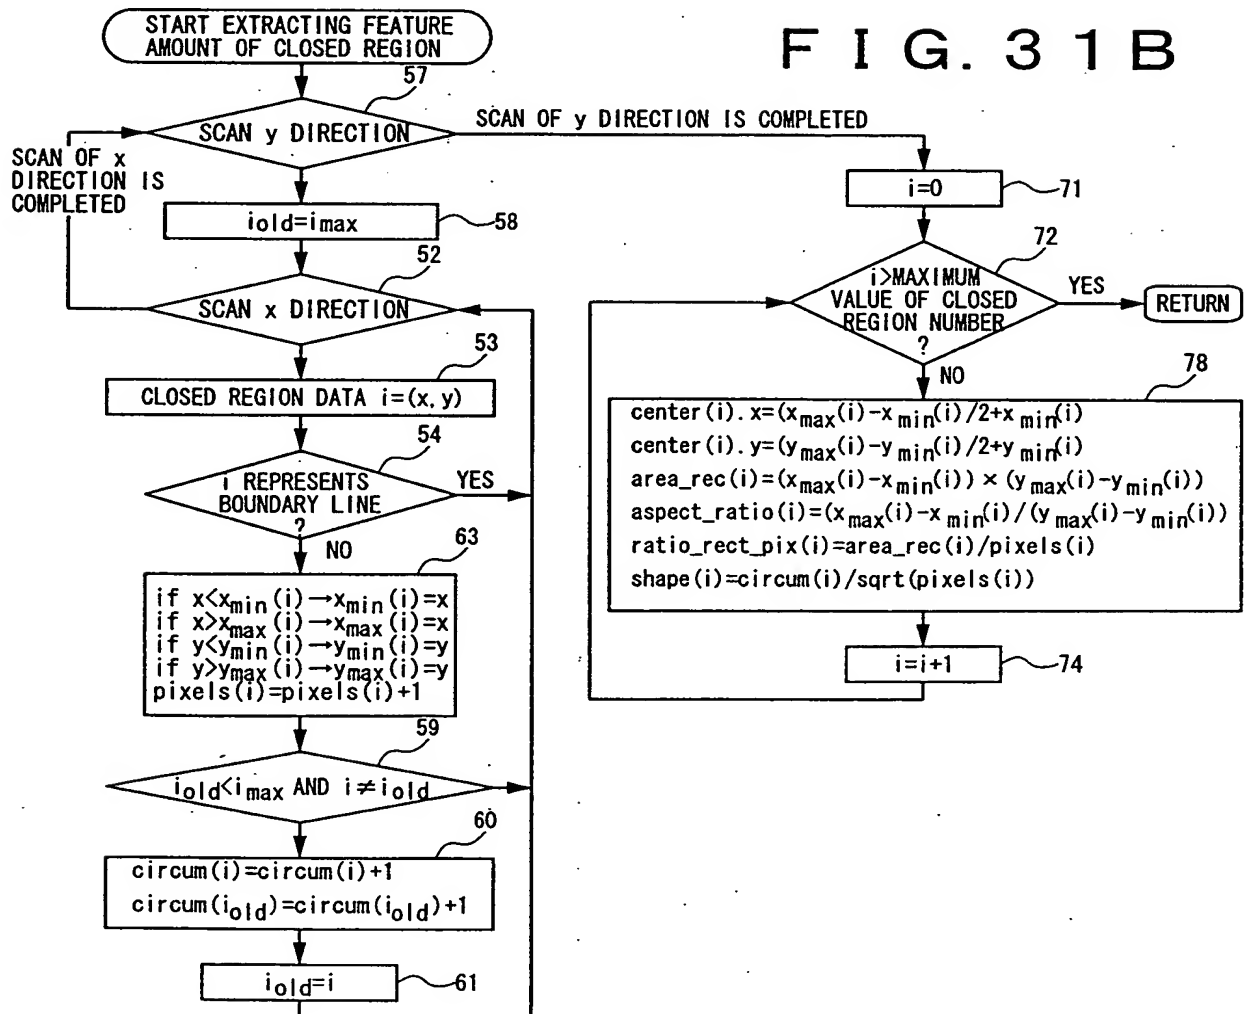 FIG. 31B
START EXTRACTING FEATURE
AMOUNT OF CLOSED REGION
57
SCAN y DIRECTION
SCAN OF y DIRECTION IS COMPLETED
SCAN OF x
DIRECTION IS
COMPLETED
iold=imax
58
52
SCAN x DIRECTION
53
CLOSED REGION DATA i=(x, y)
54
i REPRESENTS
BOUNDARY LINE
?
YES
NO
63
if x<xmin(i)→xmin(i)=x
if x>xmax(i)→xmax(i)=x
if y<ymin(i)→ymin(i)=y
if y>ymax(i)→ymax(i)=y
pixels(i)=pixels(i)+1
59
iold<imax AND i≠iold
60
circum(i)=circum(i)+1
circum(iold)=circum(iold)+1
iold=i
61
i=0
71
72
i>MAXIMUM
VALUE OF CLOSED
REGION NUMBER
?
YES
RETURN
NO
78
center(i).x=(xmax(i)-xmin(i)/2+xmin(i)
center(i).y=(ymax(i)-ymin(i)/2+ymin(i)
area_rec(i)=(xmax(i)-xmin(i))×(ymax(i)-ymin(i))
aspect_ratio(i)=(xmax(i)-xmin(i)/(ymax(i)-ymin(i))
ratio_rect_pix(i)=area_rec(i)/pixels(i)
shape(i)=circum(i)/sqrt(pixels(i))
i=i+1
74